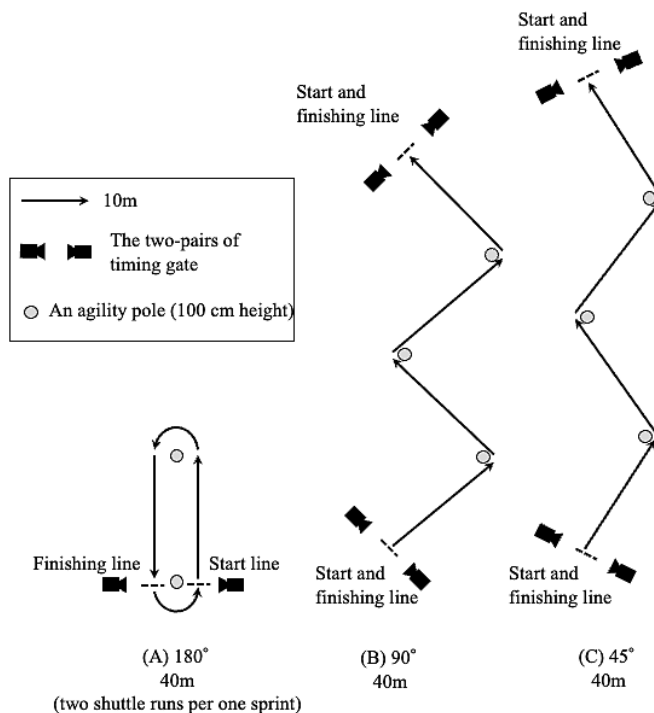 Start and
finishing line
Start and
finishing line
10m
The two-pairs of
timing gate
An agility pole (100 cm height)
Finishing line
Start line
Start and
finishing line
Start and
finishing line
(A) 180˚
40m
(two shuttle runs per one sprint)
(B) 90˚
40m
(C) 45˚
40m